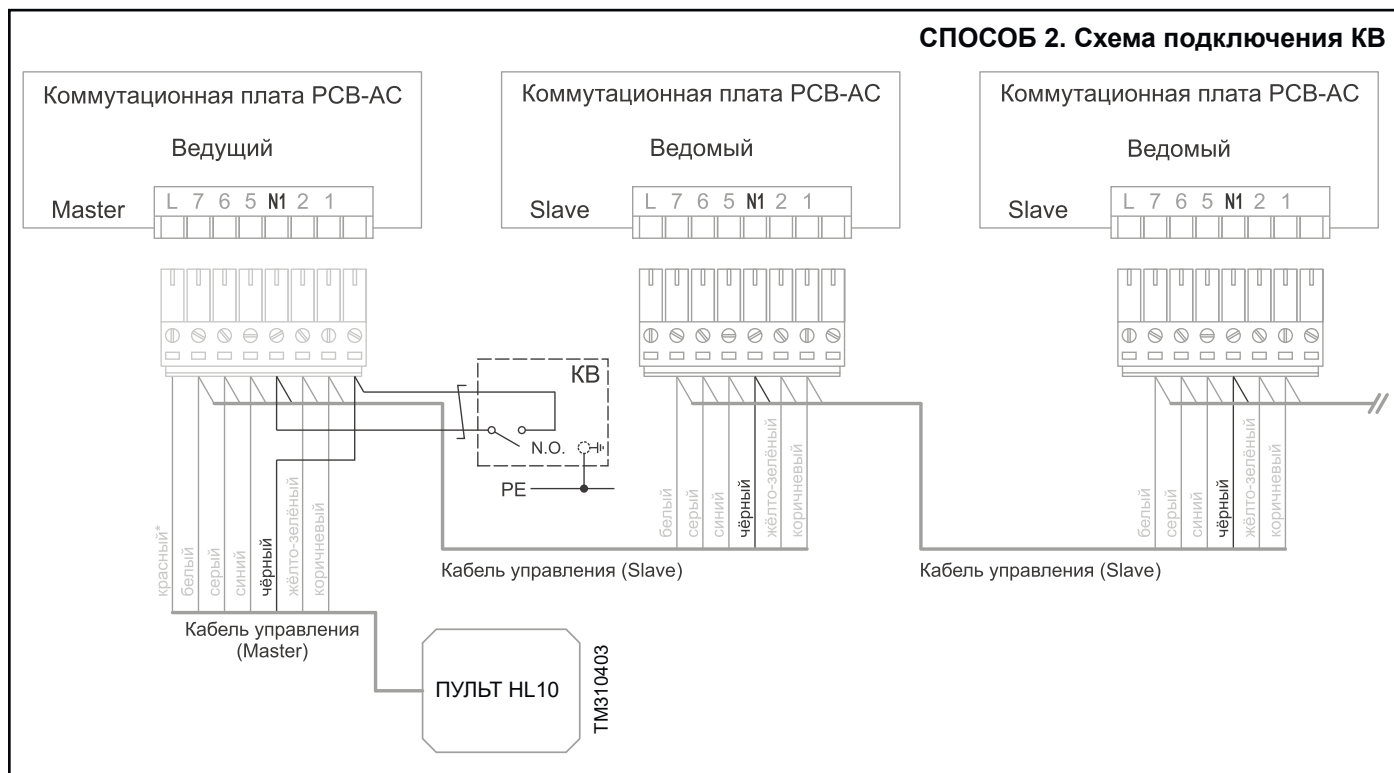 СПОСОБ 2. Схема подключения КВ
Коммутационная плата PCB-AC
Ведущий
Master
L 7 6 5 N1 2 1
Коммутационная плата PCB-AC
Ведомый
Slave
L 7 6 5 N1 2 1
Коммутационная плата PCB-AC
Ведомый
Slave
L 7 6 5 N1 2 1
КВ
N.O.
PE
красный*
белый
серый
синий
чёрный
жёлто-зелёный
коричневый
белый
серый
синий
чёрный
жёлто-зелёный
коричневый
белый
серый
синий
чёрный
жёлто-зелёный
коричневый
Кабель управления (Slave)
Кабель управления (Slave)
Кабель управления
(Master)
ПУЛЬТ HL10
TM310403